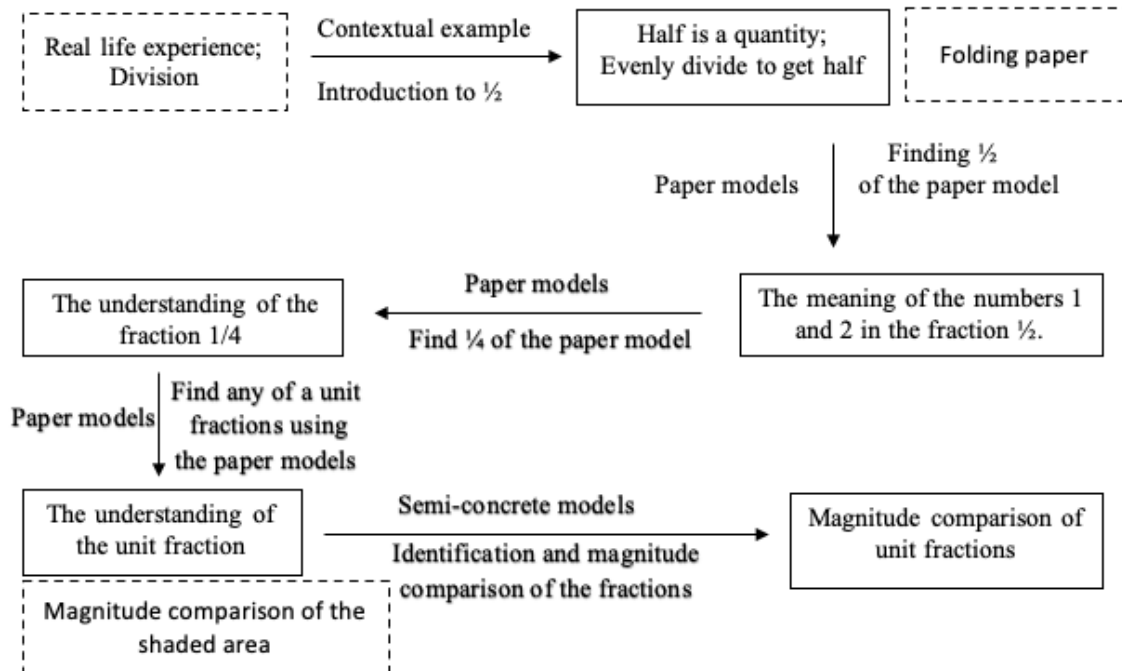 Real life experience;
Division
Contextual example
Introduction to ½
Half is a quantity;
Evenly divide to get half
Folding paper
Paper models
Finding ½
of the paper model
The meaning of the numbers 1
and 2 in the fraction ½.
Paper models
Find ¼ of the paper model
The understanding of the
fraction 1/4
Paper models
Find any of a unit
fractions using
the paper models
The understanding of
the unit fraction
Magnitude comparison of the
shaded area
Semi-concrete models
Identification and magnitude
comparison of the fractions
Magnitude comparison of
unit fractions